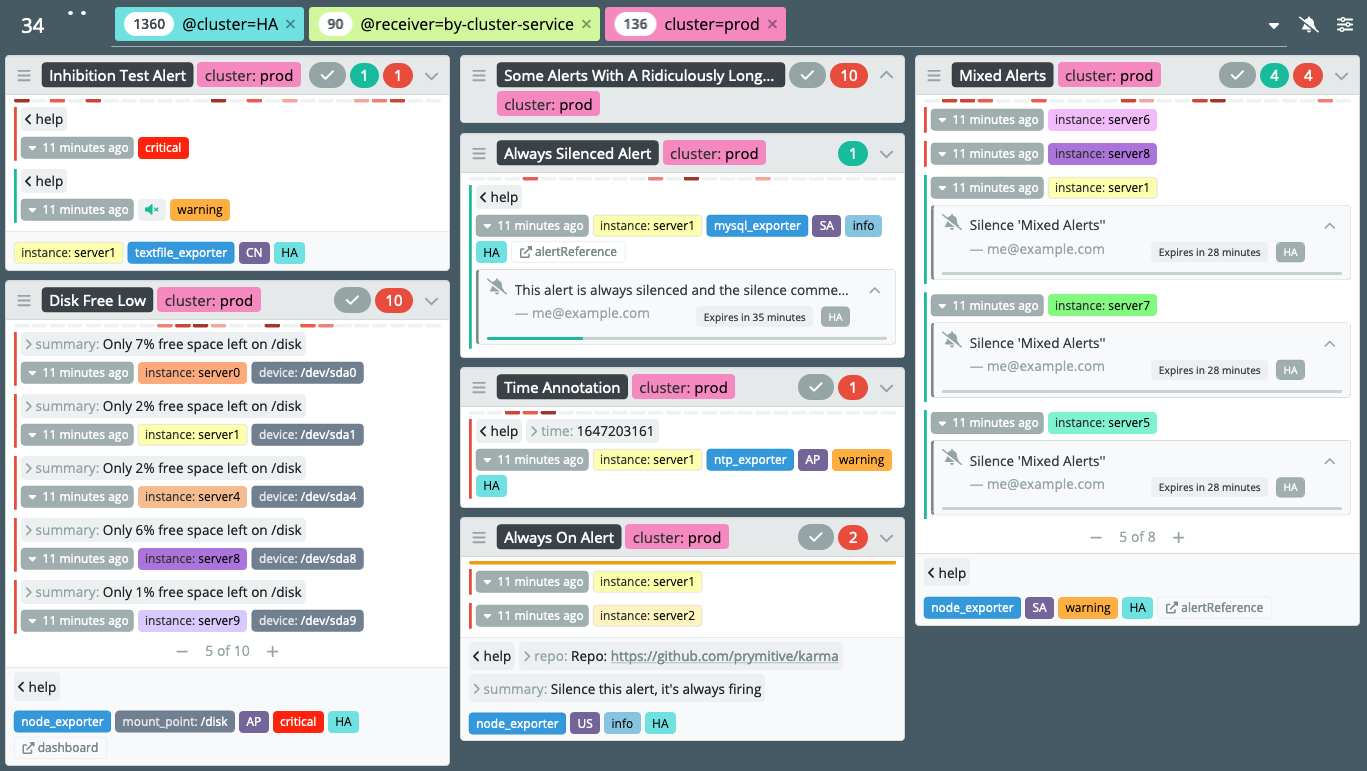 34
1360 @cluster=HA ×
90 @receiver=by-cluster-service ×
136 cluster=prod ×
Inhibition Test Alert cluster: prod 1 1
help
11 minutes ago critical
help
11 minutes ago warning
instance: server1 textfile_exporter CN HA
Disk Free Low cluster: prod 10
summary: Only 7% free space left on /disk
11 minutes ago instance: server0 device: /dev/sda0
summary: Only 2% free space left on /disk
11 minutes ago instance: server1 device: /dev/sda1
summary: Only 2% free space left on /disk
11 minutes ago instance: server4 device: /dev/sda4
summary: Only 6% free space left on /disk
11 minutes ago instance: server8 device: /dev/sda8
summary: Only 1% free space left on /disk
11 minutes ago instance: server9 device: /dev/sda9
− 5 of 10 +
help
node_exporter mount_point: /disk AP critical HA
dashboard
Some Alerts With A Ridiculously Long... 10
cluster: prod
Always Silenced Alert cluster: prod 1
help
11 minutes ago instance: server1 mysql_exporter SA info
HA alertReference
This alert is always silenced and the silence comme...
— me@example.com Expires in 35 minutes HA
Time Annotation cluster: prod 1
help time: 1647203161
11 minutes ago instance: server1 ntp_exporter AP warning
HA
Always On Alert cluster: prod 2
11 minutes ago instance: server1
11 minutes ago instance: server2
help repo: Repo: https://github.com/prymitive/karma
summary: Silence this alert, it's always firing
node_exporter US info HA
Mixed Alerts cluster: prod 4 4
11 minutes ago instance: server6
11 minutes ago instance: server8
11 minutes ago instance: server1
Silence 'Mixed Alerts''
— me@example.com Expires in 28 minutes HA
11 minutes ago instance: server7
Silence 'Mixed Alerts''
— me@example.com Expires in 28 minutes HA
11 minutes ago instance: server5
Silence 'Mixed Alerts''
— me@example.com Expires in 28 minutes HA
− 5 of 8 +
help
node_exporter SA warning HA alertReference